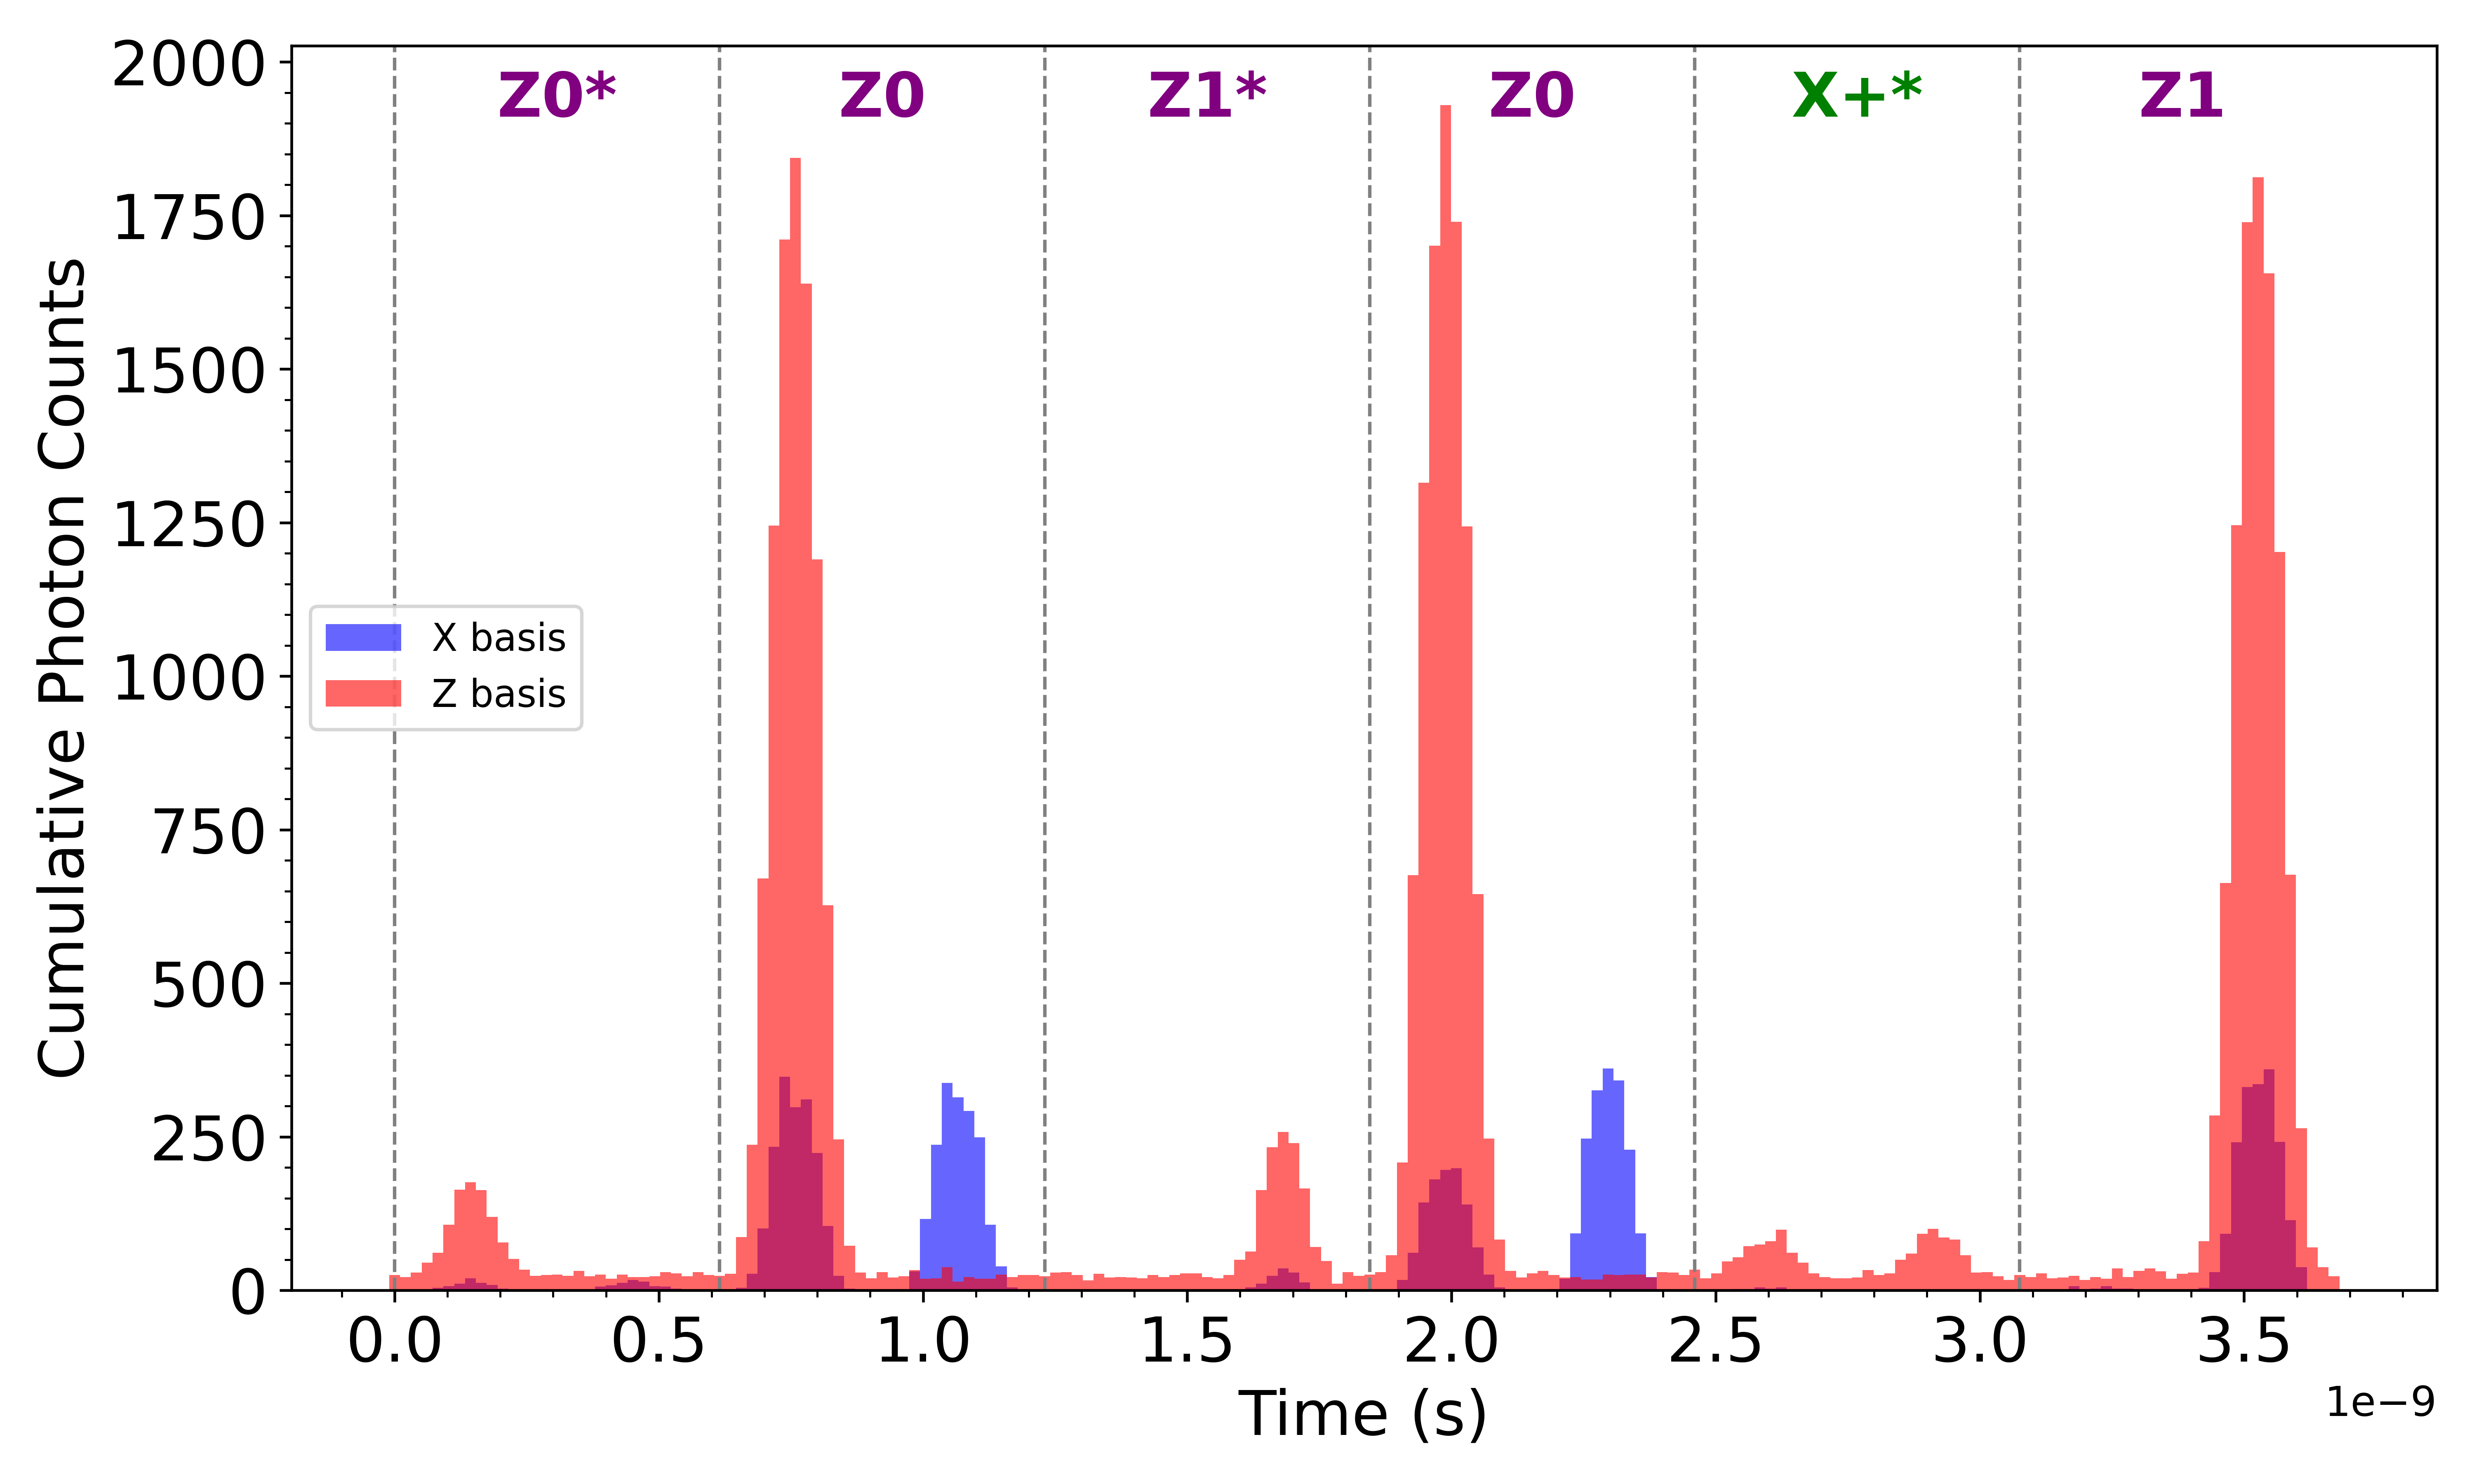 Z0* Z0 Z1* Z0 X+* Z1
2000
1750
1500
1250
1000
750
500
250
0
Cumulative Photon Counts
X basis
Z basis
0.0 0.5 1.0 1.5 2.0 2.5 3.0 3.5
1e−9
Time (s)